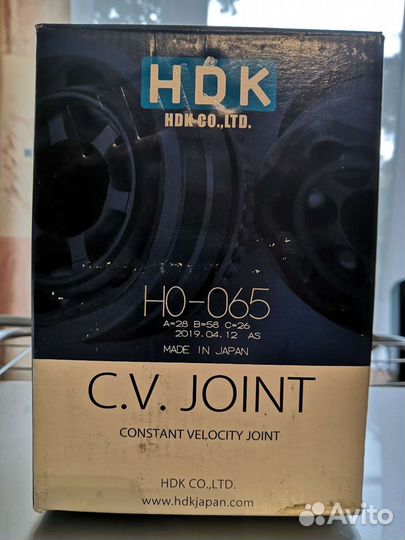 HDK
HDK CO.,LTD.
HO-065
A=28 B=58 C=26
2019.04.12 AS
MADE IN JAPAN
C.V. JOINT
CONSTANT VELOCITY JOINT
HDK CO.,LTD.
www.hdkjapan.com
Avito